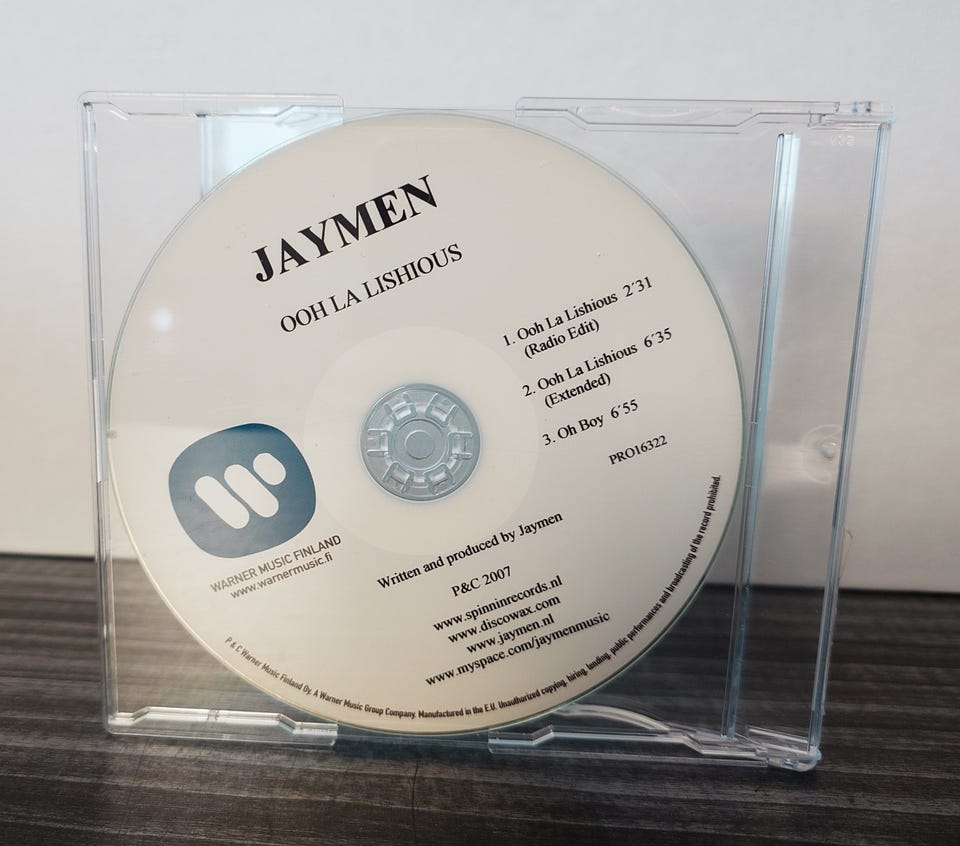 JAYMEN
OOH LA LISHIOUS
1. Ooh La Lishious 2´31
(Radio Edit)
2. Ooh La Lishious 6´35
(Extended)
3. Oh Boy 6´55
PRO16322
WARNER MUSIC FINLAND
www.warnermusic.fi
Written and produced by Jaymen
P&C 2007
www.spinninrecords.nl
www.discowax.com
www.jaymen.nl
www.myspace.com/jaymenmusic
P & C Warner Music Finland Oy. A Warner Music Group Company. Manufactured in the E.U. Unauthorized copying, hiring, lending, public performances and broadcasting of the record prohibited.